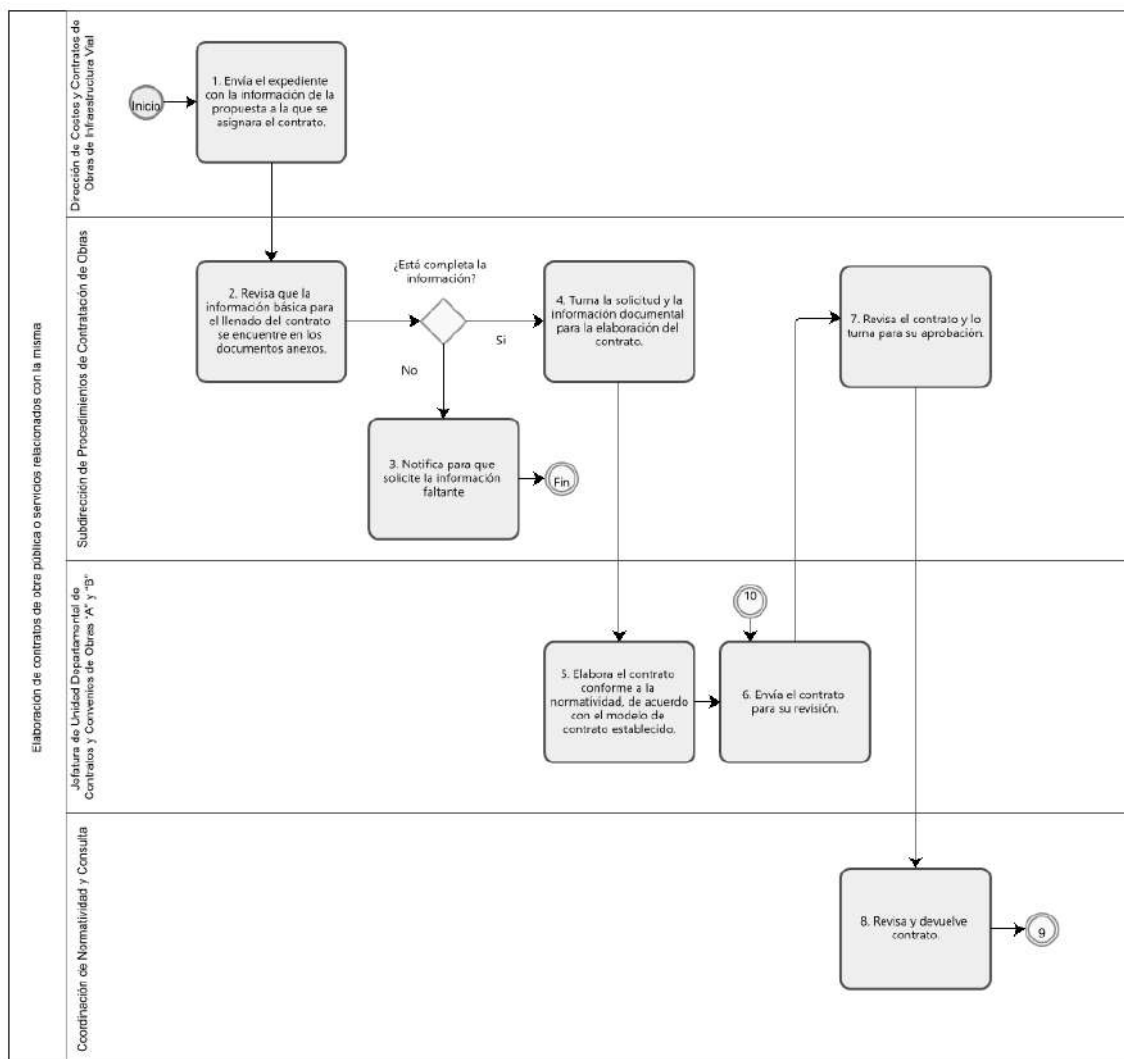 Elaboración de contratos de obra pública o servicios relacionados con la misma
Dirección de Costos y Contratos de
Obras de Infraestructura Vial
Inicio
1. Envía el expediente
con la información de la
propuesta a la que se
asignara el contrato.
Subdirección de Procedimientos de Contratación de Obras
2. Revisa que la
información básica para
el llenado del contrato
se encuentre en los
documentos anexos.
¿Está completa la
información?
Si
No
3. Notifica para que
solicite la información
faltante
Fin
4. Turna la solicitud y la
información documental
para la elaboración del
contrato.
7. Revisa el contrato y lo
turna para su aprobación.
Jefatura de Unidad Departamental de
Contratos y Convenios de Obras "A" y "B"
5. Elabora el contrato
conforme a la
normatividad, de acuerdo
con el modelo de
contrato establecido.
10
6. Envía el contrato
para su revisión.
Coordinación de Normatividad y Consulta
8. Revisa y devuelve
contrato.
9